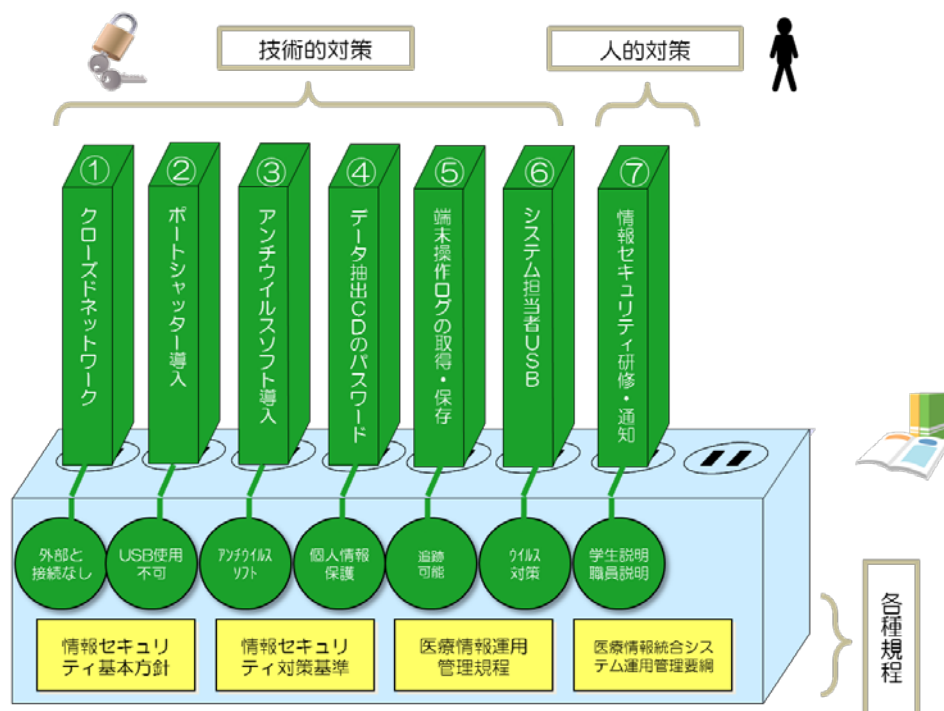 技術的対策
人的対策
①
クローズドネットワーク
②
ポートシャッター導入
③
アンチウイルスソフト導入
④
データ抽出CDのパスワード
⑤
端末操作ログの取得・保存
⑥
システム担当者USB
⑦
情報セキュリティ研修・通知
外部と
接続なし
USB使用
不可
アンチウイルス
ソフト
個人情報
保護
追跡
可能
ウイルス
対策
学生説明
職員説明
情報セキュリ
ティ基本方針
情報セキュリ
ティ対策基準
医療情報運用
管理規程
医療情報統合シス
テム運用管理要綱
各種規程